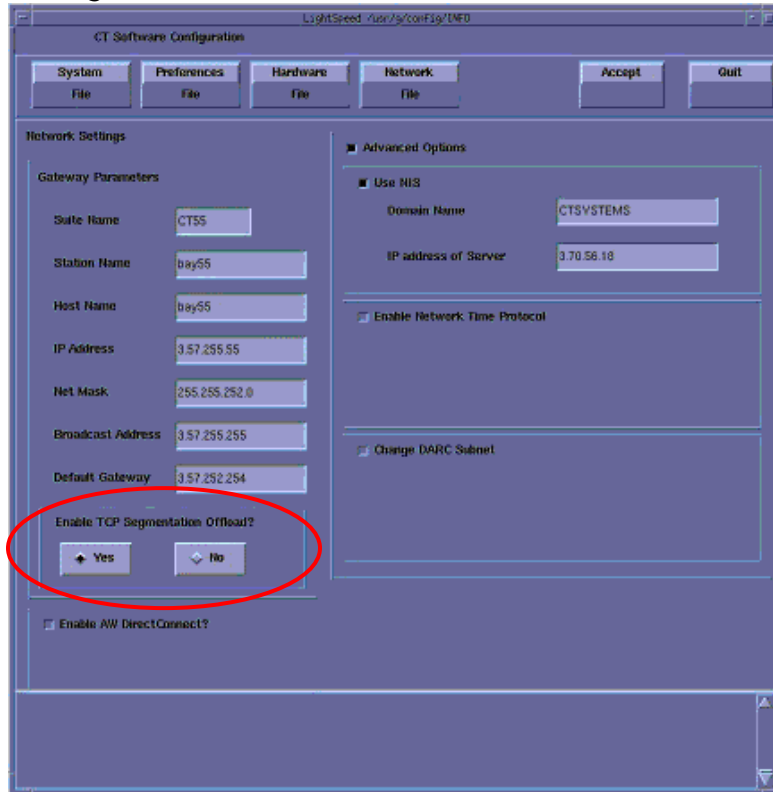 LightSpeed /usr/g/config/INFO
CT Software Configuration
System Preferences Hardware Network Accept Quit
File File File File
Network Settings
Advanced Options
Gateway Parameters
Use NIS
Suite Name CT55
Domain Name CTSYSTEMS
Station Name bay55
IP address of Server 3.70.56.18
Host Name bay55
Enable Network Time Protocol
IP Address 3.57.255.55
Net Mask 255.255.252.0
Broadcast Address 3.57.255.255
Change DARC Subnet
Default Gateway 3.57.252.254
Enable TCP Segmentation Offload?
Yes No
Enable AW DirectConnect?